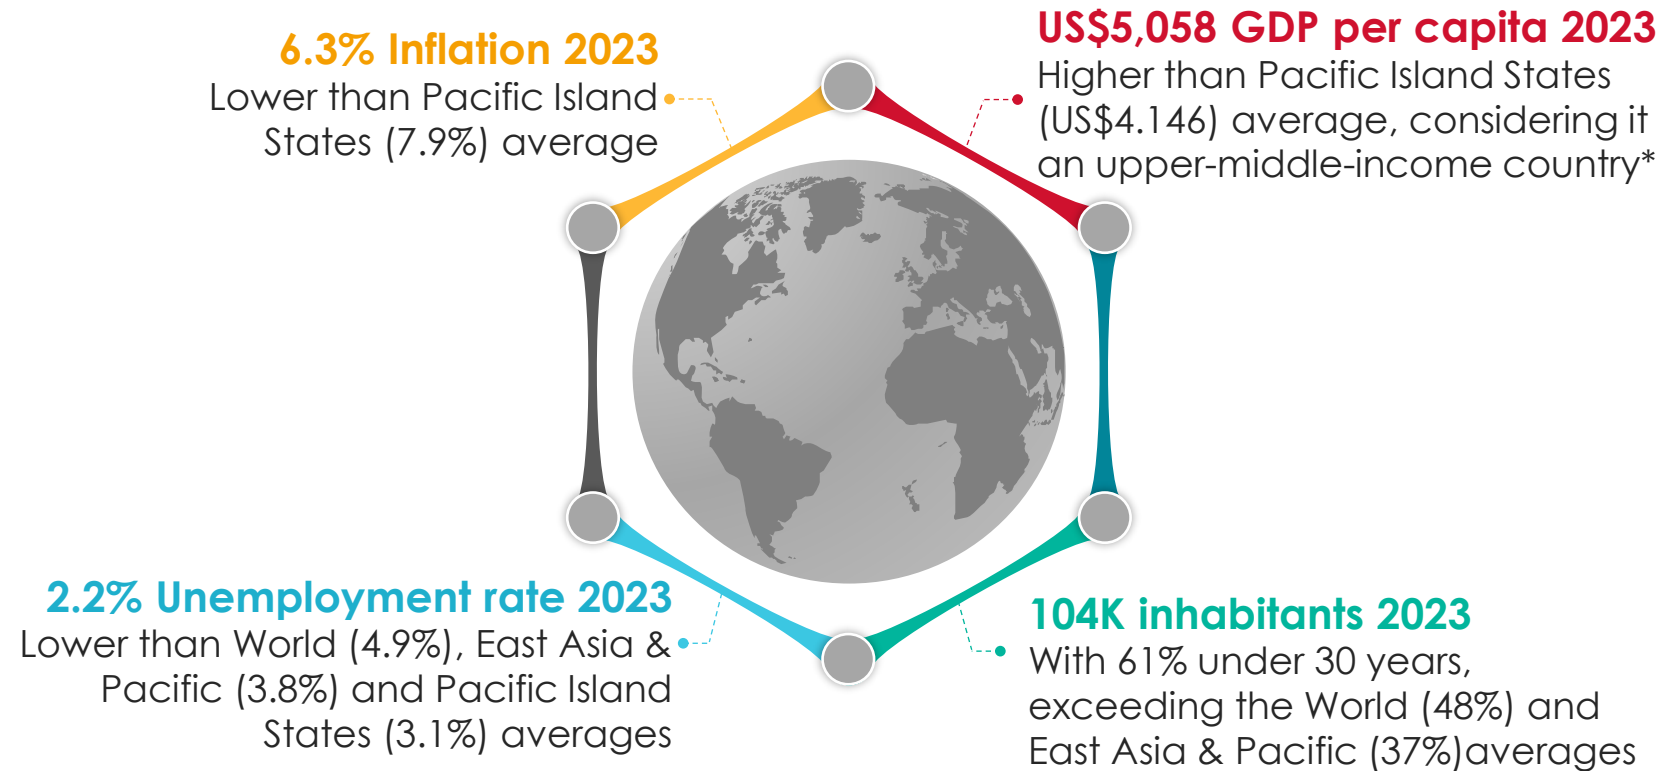 6.3% Inflation 2023
Lower than Pacific Island
States (7.9%) average
US$5,058 GDP per capita 2023
Higher than Pacific Island States
(US$4.146) average, considering it
an upper-middle-income country*
2.2% Unemployment rate 2023
Lower than World (4.9%), East Asia &
Pacific (3.8%) and Pacific Island
States (3.1%) averages
104K inhabitants 2023
With 61% under 30 years,
exceeding the World (48%) and
East Asia & Pacific (37%)averages